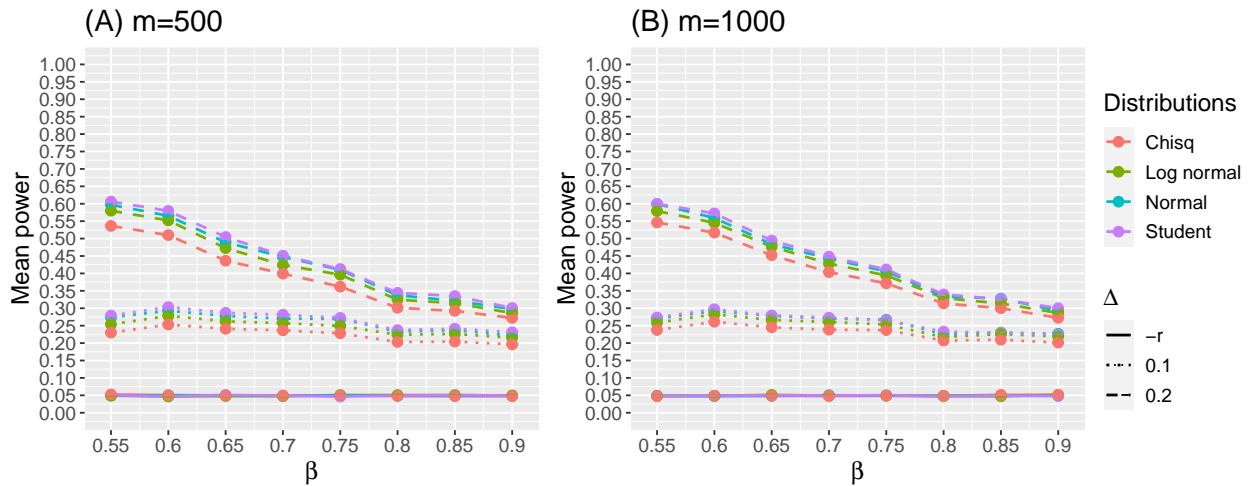 (A) m=500
(B) m=1000
Mean power
1.00
0.95
0.90
0.85
0.80
0.75
0.70
0.65
0.60
0.55
0.50
0.45
0.40
0.35
0.30
0.25
0.20
0.15
0.10
0.05
0.00
0.55 0.6 0.65 0.7 0.75 0.8 0.85 0.9
β
Mean power
1.00
0.95
0.90
0.85
0.80
0.75
0.70
0.65
0.60
0.55
0.50
0.45
0.40
0.35
0.30
0.25
0.20
0.15
0.10
0.05
0.00
0.55 0.6 0.65 0.7 0.75 0.8 0.85 0.9
β
Distributions
Chisq
Log normal
Normal
Student
Δ
−r
0.1
0.2